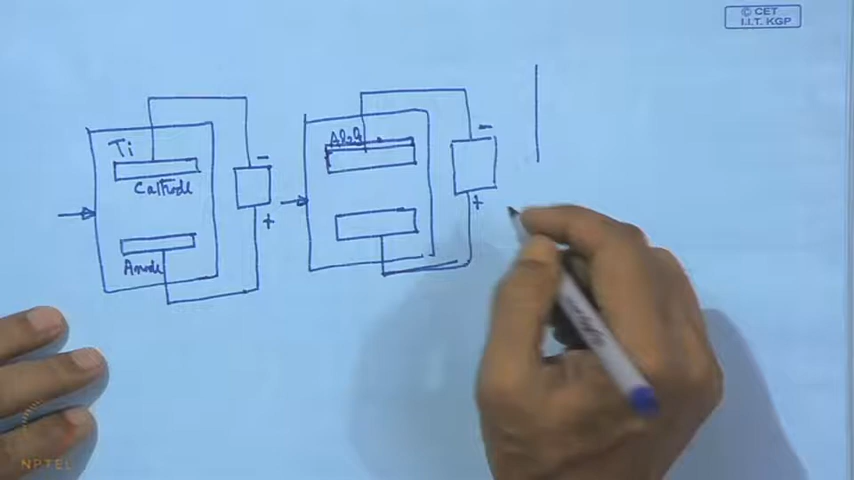 © CET
I.I.T. KGP
Ti
Cathode
Anode
-
+
-
+
NPTEL